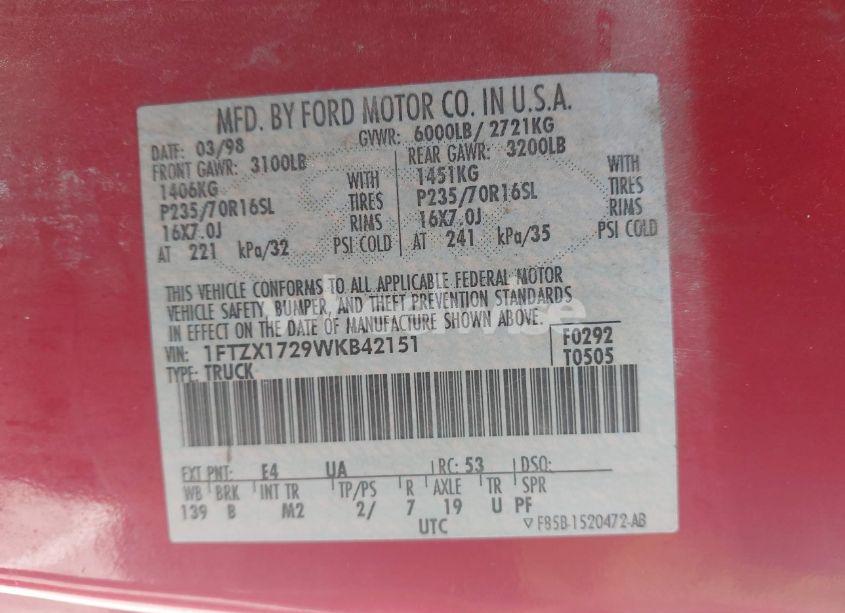 MFD. BY FORD MOTOR CO. IN U.S.A.
DATE: 03/98 GVWR: 6000LB/ 2721KG
FRONT GAWR: 3100LB REAR GAWR: 3200LB
1406KG WITH 1451KG WITH
P235/70R16SL TIRES P235/70R16SL TIRES
16X7.0J RIMS 16X7.0J RIMS
AT 221 kPa/32 PSI COLD AT 241 kPa/35 PSI COLD
THIS VEHICLE CONFORMS TO ALL APPLICABLE FEDERAL MOTOR
VEHICLE SAFETY, BUMPER, AND THEFT PREVENTION STANDARDS
IN EFFECT ON THE DATE OF MANUFACTURE SHOWN ABOVE.
VIN: 1FTZX1729WKB42151 F0292
TYPE: TRUCK T0505
EXT PNT: E4 UA RC: 53 DSO:
WB BRK INT TR TP/PS R AXLE TR SPR
139 B M2 2/ 7 19 U PF
UTC ▽ F85B-1520472-AB